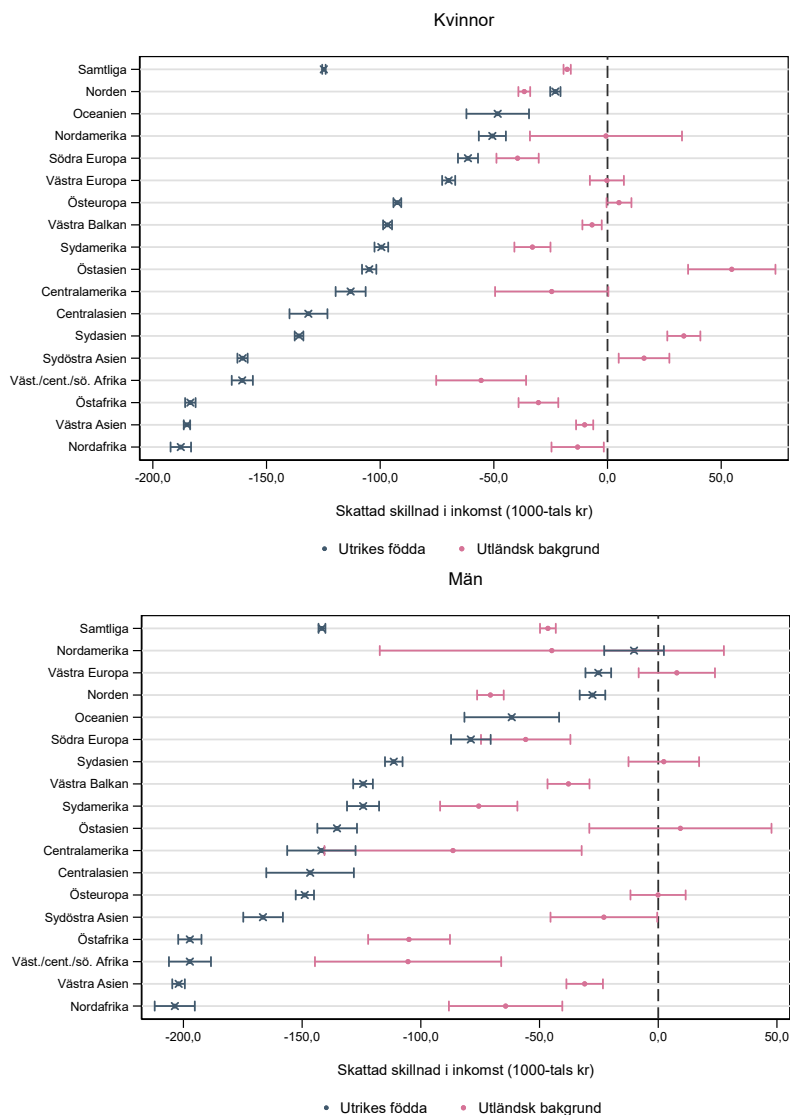 Kvinnor
Samtliga
Norden
Oceanien
Nordamerika
Södra Europa
Västra Europa
Östeuropa
Västra Balkan
Sydamerika
Östasien
Centralamerika
Centralasien
Sydasien
Sydöstra Asien
Väst./cent./sö. Afrika
Östafrika
Västra Asien
Nordafrika
-200,0 -150,0 -100,0 -50,0 0,0 50,0
Skattad skillnad i inkomst (1000-tals kr)
Utrikes födda Utländsk bakgrund
Män
Samtliga
Nordamerika
Västra Europa
Norden
Oceanien
Södra Europa
Sydasien
Västra Balkan
Sydamerika
Östasien
Centralamerika
Centralasien
Östeuropa
Sydöstra Asien
Östafrika
Väst./cent./sö. Afrika
Västra Asien
Nordafrika
-200,0 -150,0 -100,0 -50,0 0,0 50,0
Skattad skillnad i inkomst (1000-tals kr)
Utrikes födda Utländsk bakgrund